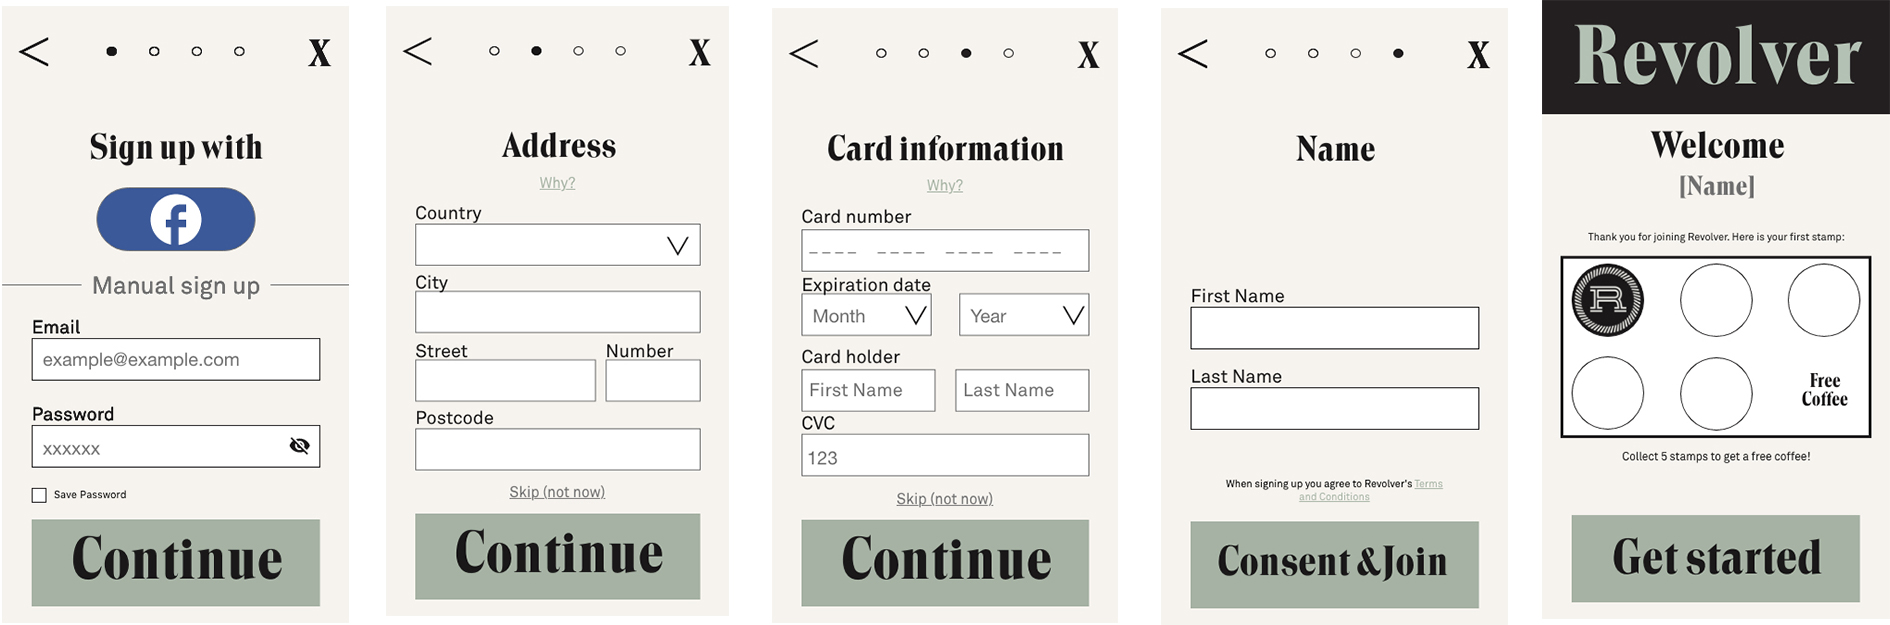 <
X
Sign up with
Manual sign up
Email
example@example.com
Password
xxxxxx
Save Password
Continue
<
X
Address
Why?
Country
City
Street
Number
Postcode
Skip (not now)
Continue
<
X
Card information
Why?
Card number
---- ---- ---- ----
Expiration date
Month
Year
Card holder
First Name
Last Name
CVC
123
Skip (not now)
Continue
<
X
Name
First Name
Last Name
When signing up you agree to Revolver's Terms
and Conditions
Consent &Join
Revolver
Welcome
[Name]
Thank you for joining Revolver. Here is your first stamp:
R
Free
Coffee
Collect 5 stamps to get a free coffee!
Get started